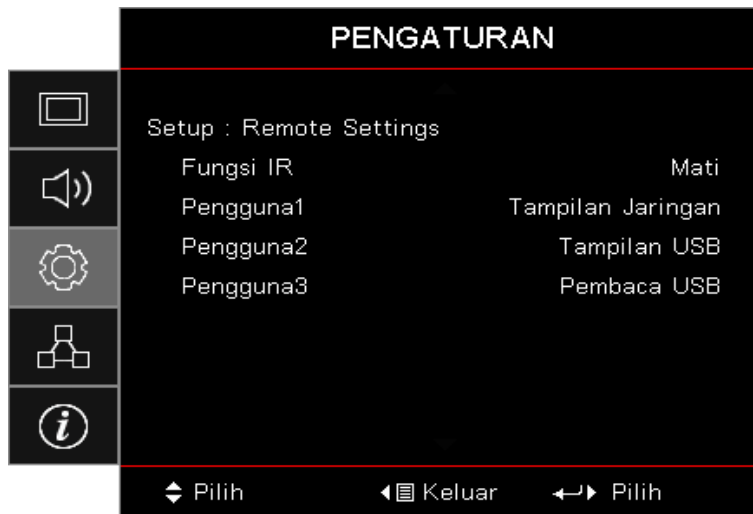 PENGATURAN
Setup : Remote Settings
Fungsi IR Mati
Pengguna1 Tampilan Jaringan
Pengguna2 Tampilan USB
Pengguna3 Pembaca USB
Pilih Keluar Pilih